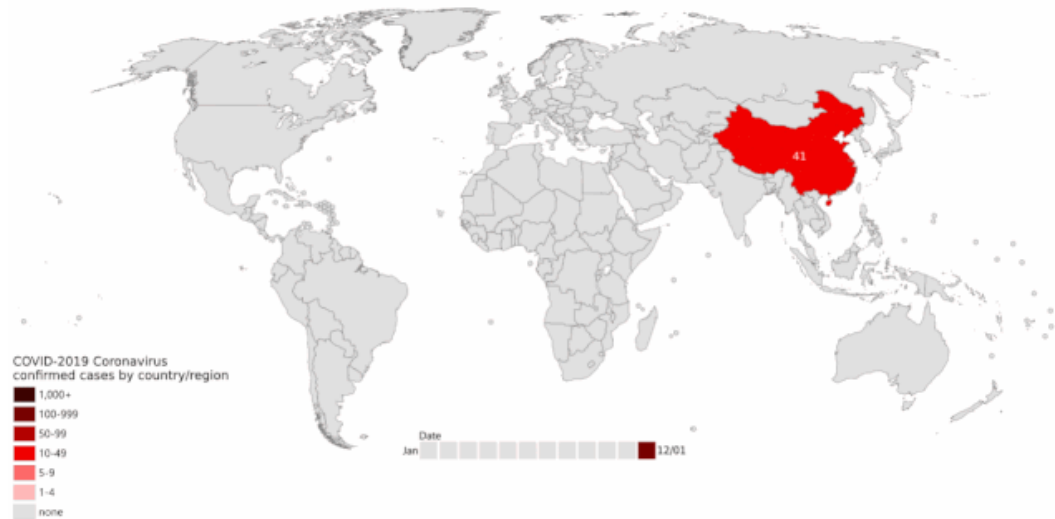 41
COVID-2019 Coronavirus
confirmed cases by country/region
1,000+
100-999
50-99
10-49
5-9
1-4
none
Date
Jan 12/01